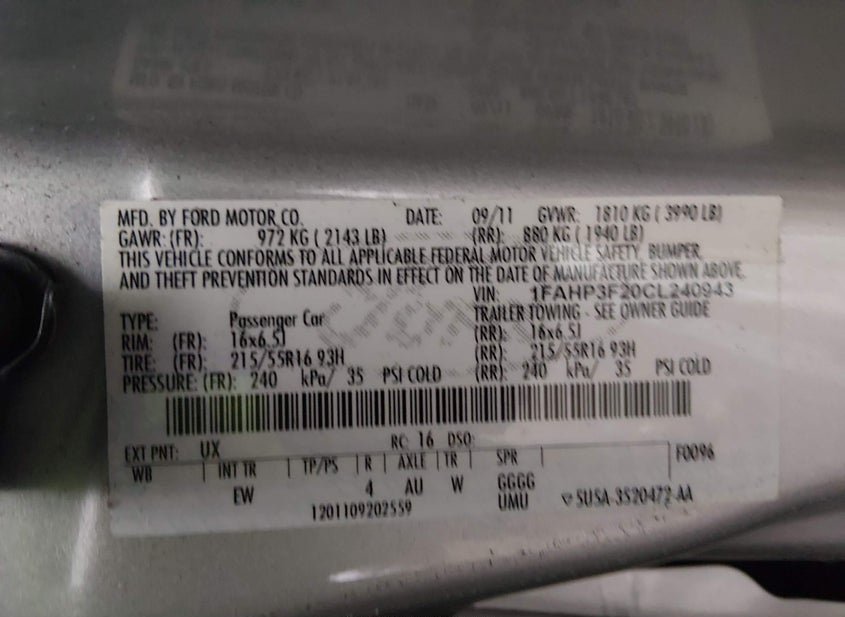 MFD. BY FORD MOTOR CO. DATE: 09/11 GVWR: 1810 KG ( 3990 LB)
GAWR: (FR): 972 KG ( 2143 LB) (RR): 880 KG ( 1940 LB)
THIS VEHICLE CONFORMS TO ALL APPLICABLE FEDERAL MOTOR VEHICLE SAFETY, BUMPER,
AND THEFT PREVENTION STANDARDS IN EFFECT ON THE DATE OF MANUFACTURE SHOWN ABOVE.
VIN: 1FAHP3F20CL240943
TYPE: Passenger Car TRAILER TOWING - SEE OWNER GUIDE
RIM: (FR): 16x6.5J (RR): 16x6.5J
TIRE: (FR): 215/55R16 93H (RR): 215/55R16 93H
PRESSURE: (FR): 240 kPa/ 35 PSI COLD (RR): 240 kPa/ 35 PSI COLD
EXT PNT: UX RC: 16 DSO: F0096
WB INT TR TP/PS R AXLE TR SPR
EW 4 AU W GGGG
1201109202559 UMU 5USA-3520472-AA